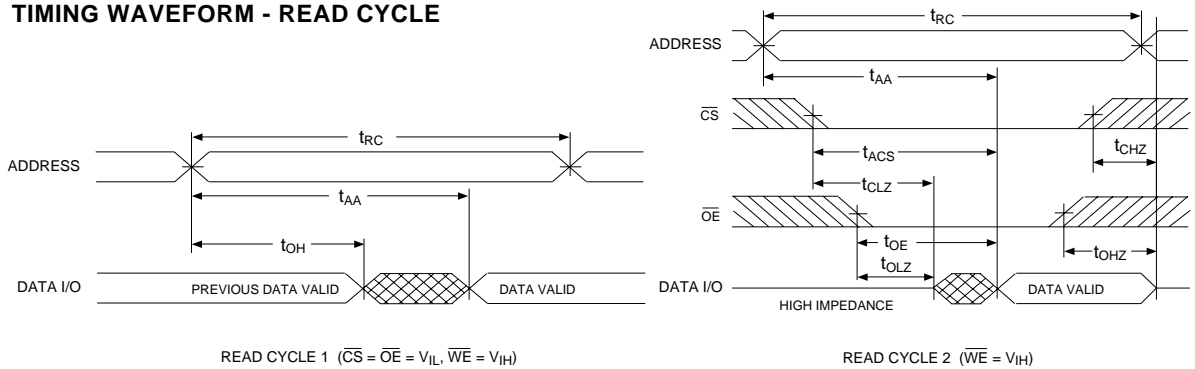 TIMING WAVEFORM - READ CYCLE
ADDRESS
tRC
tAA
tOH
DATA I/O
PREVIOUS DATA VALID
DATA VALID
READ CYCLE 1 (CS = OE = VIL, WE = VIH)
tRC
ADDRESS
tAA
CS
tACS
tCHZ
tCLZ
OE
tOE
tOHZ
tOLZ
DATA I/O
HIGH IMPEDANCE
DATA VALID
READ CYCLE 2 (WE = VIH)